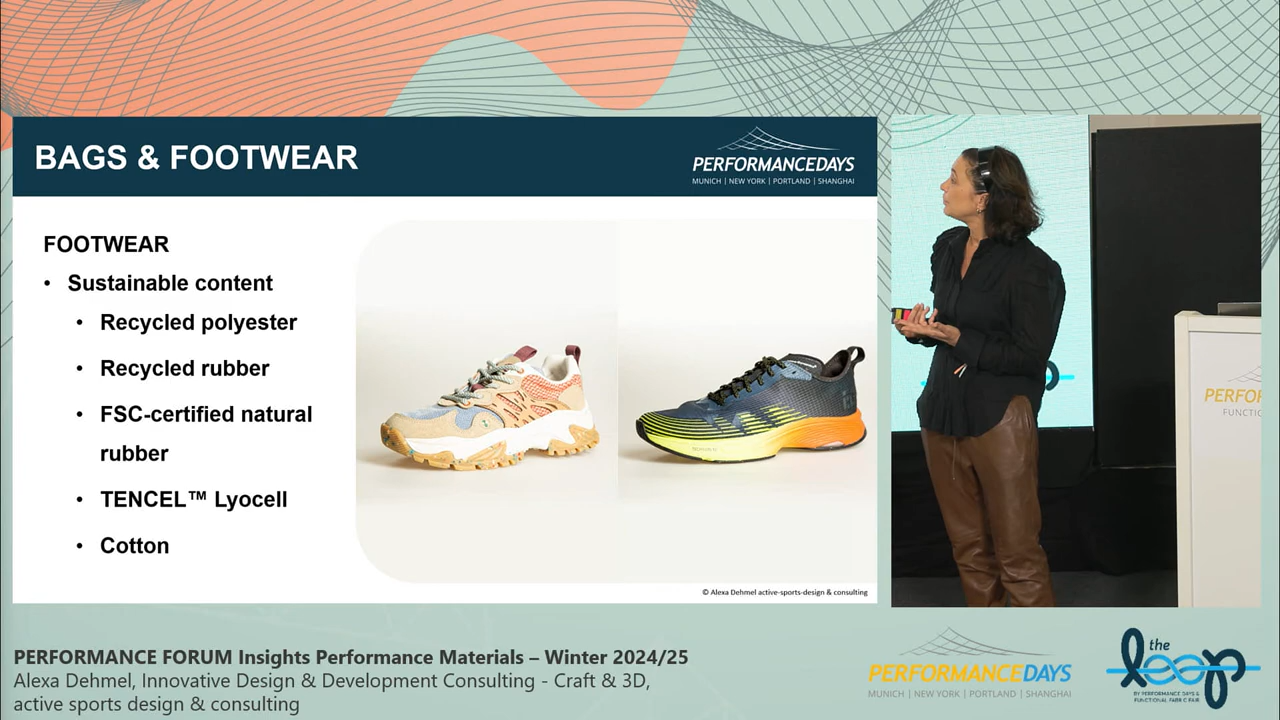 BAGS & FOOTWEAR
PERFORMANCEDAYS
MUNICH | NEW YORK | PORTLAND | SHANGHAI
FOOTWEAR
• Sustainable content
• Recycled polyester
• Recycled rubber
• FSC-certified natural
rubber
• TENCEL™ Lyocell
• Cotton
© Alexa Dehmel active-sports-design & consulting
PERFO
FUNCTIO
PERFORMANCE FORUM Insights Performance Materials – Winter 2024/25
Alexa Dehmel, Innovative Design & Development Consulting - Craft & 3D,
active sports design & consulting
PERFORMANCEDAYS
MUNICH | NEW YORK | PORTLAND | SHANGHAI
the
loop
BY PERFORMANCE DAYS &
FUNCTIONAL FABRIC FAIR